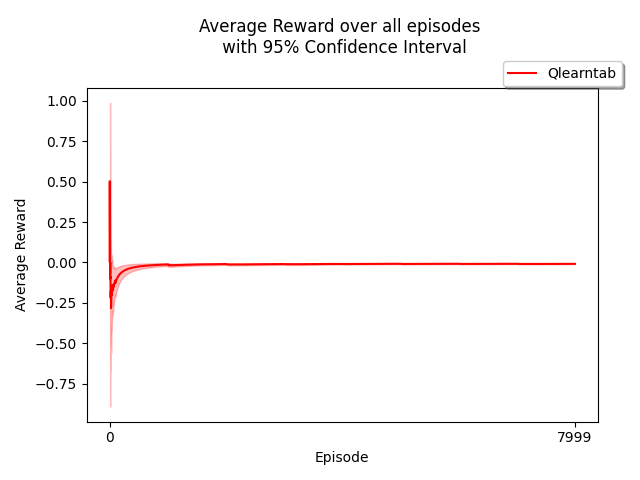 Average Reward over all episodes
with 95% Confidence Interval
Qlearntab
1.00
0.75
0.50
0.25
0.00
−0.25
−0.50
−0.75
Average Reward
0
7999
Episode